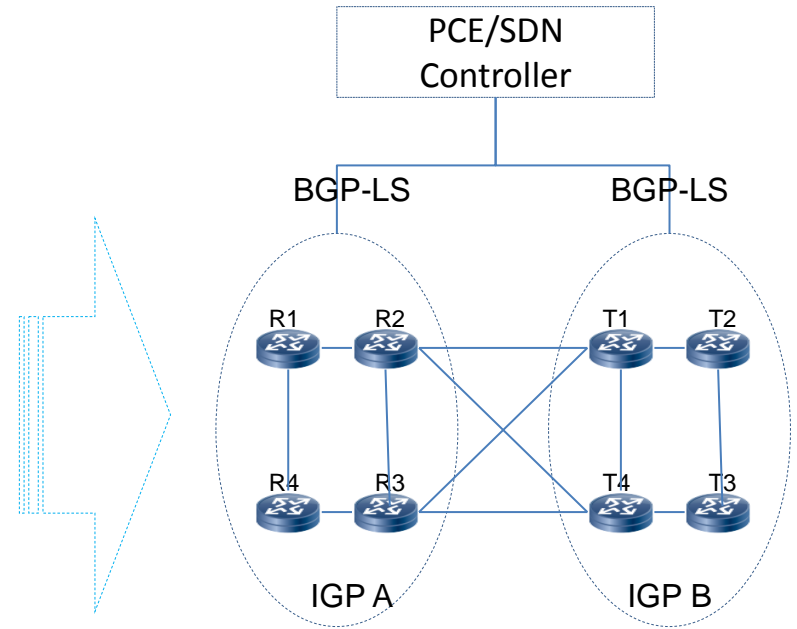 PCE/SDN
Controller
BGP-LS BGP-LS
R1 R2 T1 T2
R4 R3 T4 T3
IGP A IGP B